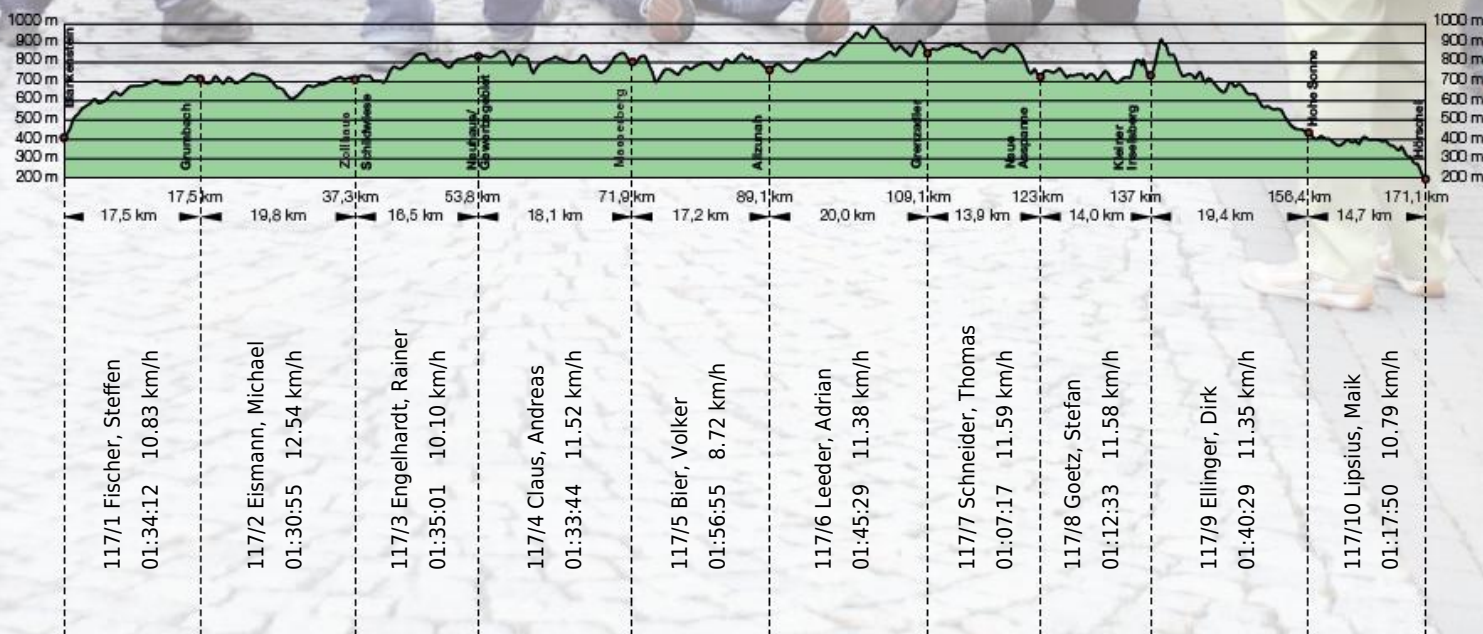 1000 m
900 m
800 m
700 m
600 m
500 m
400 m
300 m
200 m
1000 m
900 m
800 m
700 m
600 m
500 m
400 m
300 m
200 m
Blankenstein
Grumbach
Zollhaus
Schildwiese
Neuhaus/
Masserberg
Allzunah
Grenzadler
Neue
Ausspanne
Kleiner
Inselsberg
Hohe Sonne
Hörschel
17,5 km
37,3 km
53,8 km
71,9 km
89,1 km
109,1 km
123 km
137 km
156,4 km
171,1 km
17,5 km
19,8 km
16,5 km
18,1 km
17,2 km
20,0 km
13,9 km
14,0 km
19,4 km
14,7 km
117/1 Fischer, Steffen
01:34:12 10.83 km/h
117/2 Eismann, Michael
01:30:55 12.54 km/h
117/3 Engelhardt, Rainer
01:35:01 10.10 km/h
117/4 Claus, Andreas
01:33:44 11.52 km/h
117/5 Bier, Volker
01:56:55 8.72 km/h
117/6 Leeder, Adrian
01:45:29 11.38 km/h
117/7 Schneider, Thomas
01:07:17 11.59 km/h
117/8 Goetz, Stefan
01:12:33 11.58 km/h
117/9 Ellinger, Dirk
01:40:29 11.35 km/h
117/10 Lipsius, Maik
01:17:50 10.79 km/h